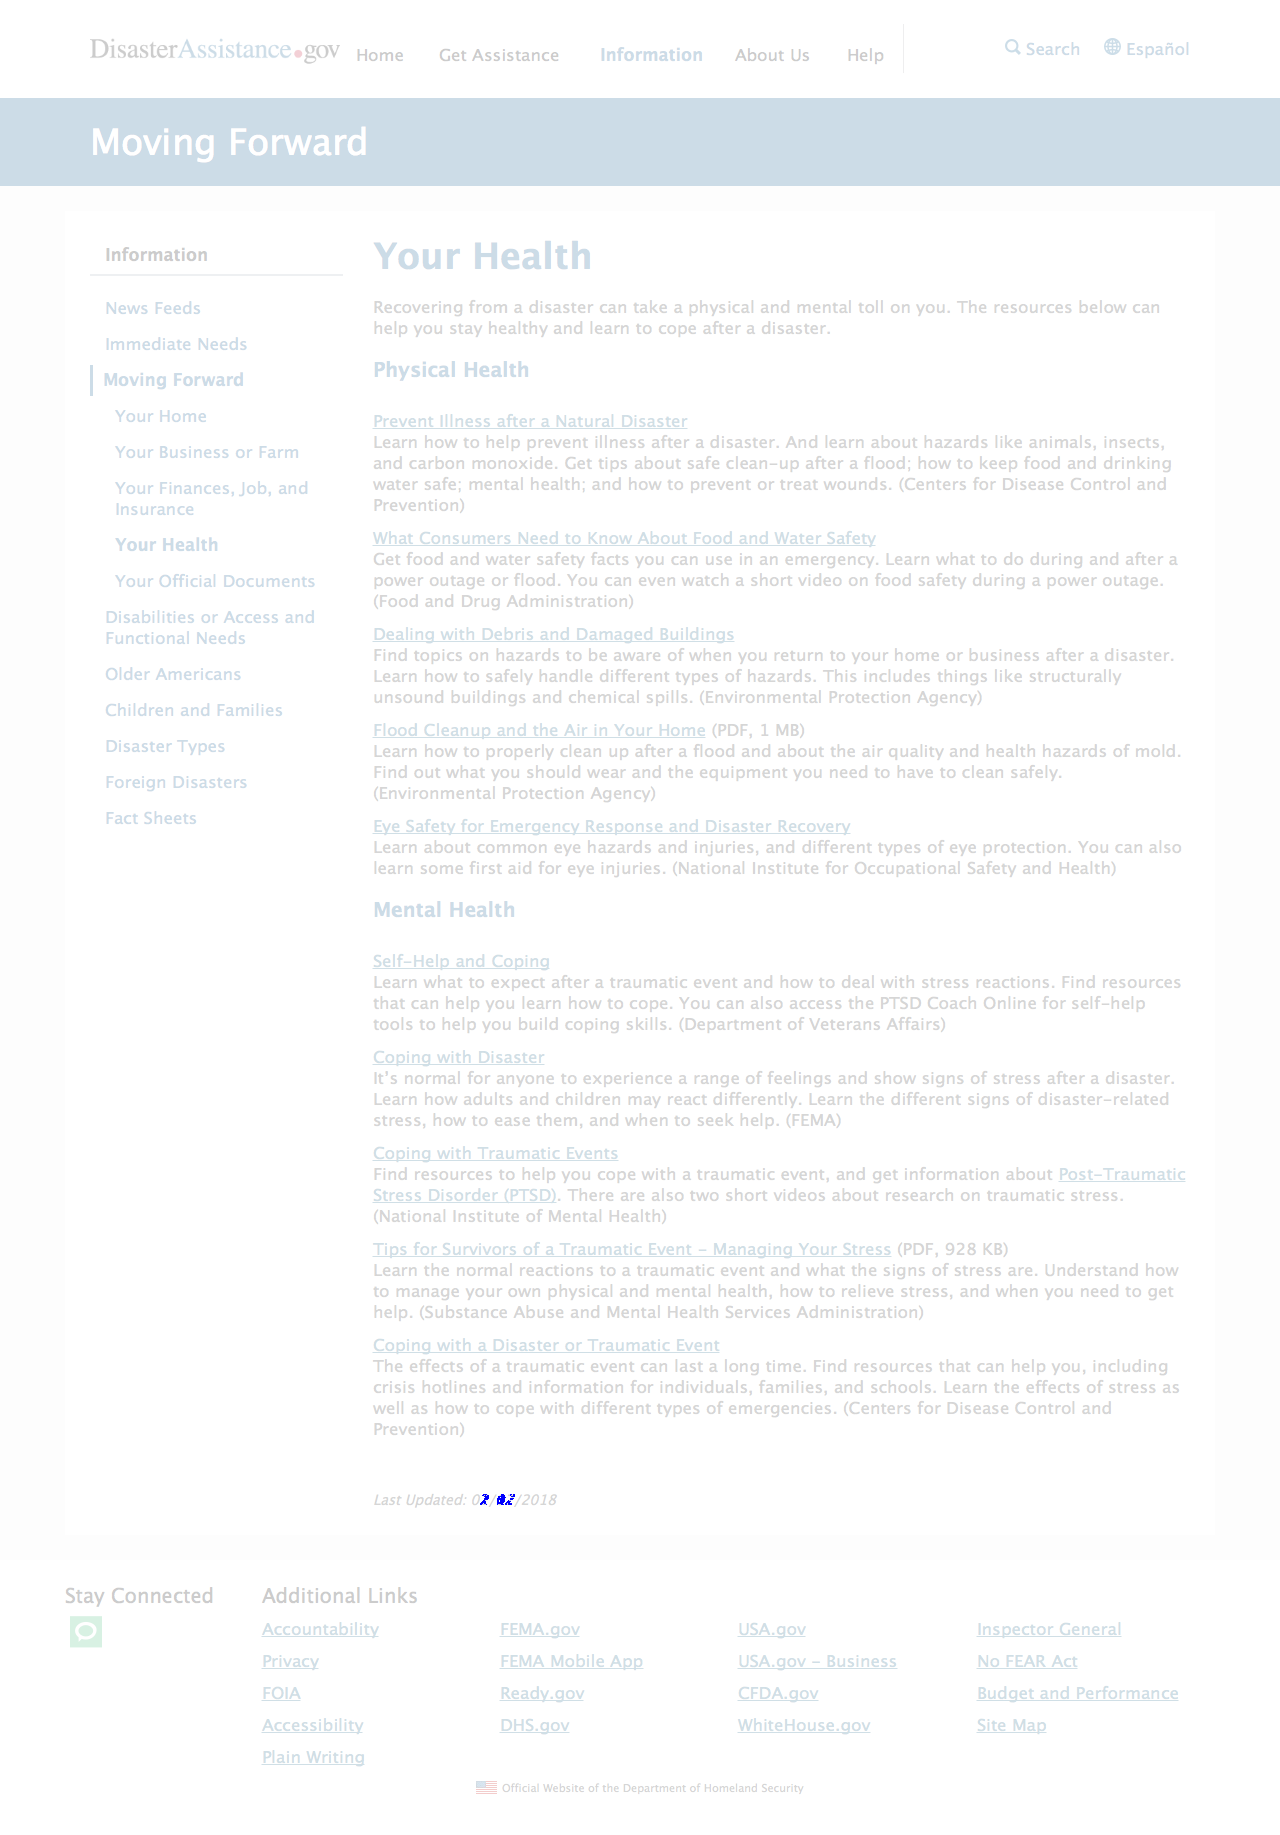 DisasterAssistance.gov
Home Get Assistance Information About Us Help
Search Español
Moving Forward
Information
News Feeds
Immediate Needs
Moving Forward
Your Home
Your Business or Farm
Your Finances, Job, and
Insurance
Your Health
Your Official Documents
Disabilities or Access and
Functional Needs
Older Americans
Children and Families
Disaster Types
Foreign Disasters
Fact Sheets
Your Health
Recovering from a disaster can take a physical and mental toll on you. The resources below can
help you stay healthy and learn to cope after a disaster.
Physical Health
Prevent Illness after a Natural Disaster
Learn how to help prevent illness after a disaster. And learn about hazards like animals, insects,
and carbon monoxide. Get tips about safe clean-up after a flood; how to keep food and drinking
water safe; mental health; and how to prevent or treat wounds. (Centers for Disease Control and
Prevention)
What Consumers Need to Know About Food and Water Safety
Get food and water safety facts you can use in an emergency. Learn what to do during and after a
power outage or flood. You can even watch a short video on food safety during a power outage.
(Food and Drug Administration)
Dealing with Debris and Damaged Buildings
Find topics on hazards to be aware of when you return to your home or business after a disaster.
Learn how to safely handle different types of hazards. This includes things like structurally
unsound buildings and chemical spills. (Environmental Protection Agency)
Flood Cleanup and the Air in Your Home (PDF, 1 MB)
Learn how to properly clean up after a flood and about the air quality and health hazards of mold.
Find out what you should wear and the equipment you need to have to clean safely.
(Environmental Protection Agency)
Eye Safety for Emergency Response and Disaster Recovery
Learn about common eye hazards and injuries, and different types of eye protection. You can also
learn some first aid for eye injuries. (National Institute for Occupational Safety and Health)
Mental Health
Self-Help and Coping
Learn what to expect after a traumatic event and how to deal with stress reactions. Find resources
that can help you learn how to cope. You can also access the PTSD Coach Online for self-help
tools to help you build coping skills. (Department of Veterans Affairs)
Coping with Disaster
It's normal for anyone to experience a range of feelings and show signs of stress after a disaster.
Learn how adults and children may react differently. Learn the different signs of disaster-related
stress, how to ease them, and when to seek help. (FEMA)
Coping with Traumatic Events
Find resources to help you cope with a traumatic event, and get information about Post-Traumatic
Stress Disorder (PTSD). There are also two short videos about research on traumatic stress.
(National Institute of Mental Health)
Tips for Survivors of a Traumatic Event - Managing Your Stress (PDF, 928 KB)
Learn the normal reactions to a traumatic event and what the signs of stress are. Understand how
to manage your own physical and mental health, how to relieve stress, and when you need to get
help. (Substance Abuse and Mental Health Services Administration)
Coping with a Disaster or Traumatic Event
The effects of a traumatic event can last a long time. Find resources that can help you, including
crisis hotlines and information for individuals, families, and schools. Learn the effects of stress as
well as how to cope with different types of emergencies. (Centers for Disease Control and
Prevention)
Last Updated:
Stay Connected
Additional Links
Accountability FEMA.gov USA.gov Inspector General
Privacy FEMA Mobile App USA.gov - Business No FEAR Act
FOIA Ready.gov CFDA.gov Budget and Performance
Accessibility DHS.gov WhiteHouse.gov Site Map
Plain Writing
Official Website of the Department of Homeland Security